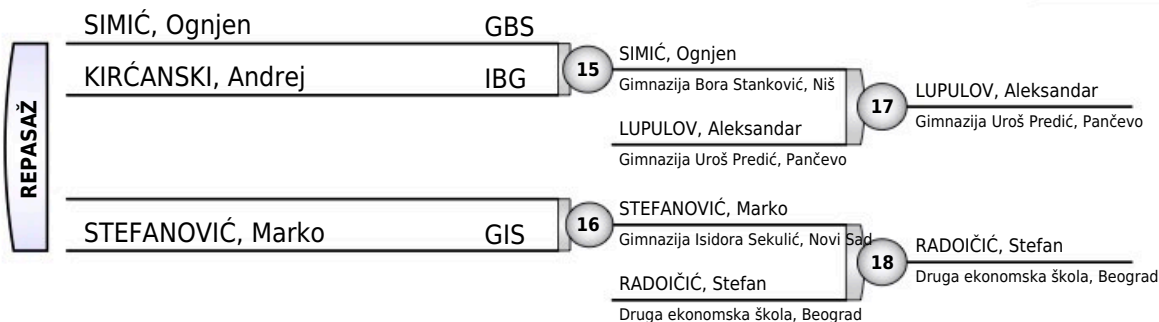 REPASAŽ
SIMIĆ, Ognjen GBS
KIRĆANSKI, Andrej IBG
15
SIMIĆ, Ognjen
Gimnazija Bora Stanković, Niš
LUPULOV, Aleksandar
Gimnazija Uroš Predić, Pančevo
17
LUPULOV, Aleksandar
Gimnazija Uroš Predić, Pančevo
STEFANOVIĆ, Marko GIS
16
STEFANOVIĆ, Marko
Gimnazija Isidora Sekulić, Novi Sad
RADOIČIĆ, Stefan
Druga ekonomska škola, Beograd
18
RADOIČIĆ, Stefan
Druga ekonomska škola, Beograd